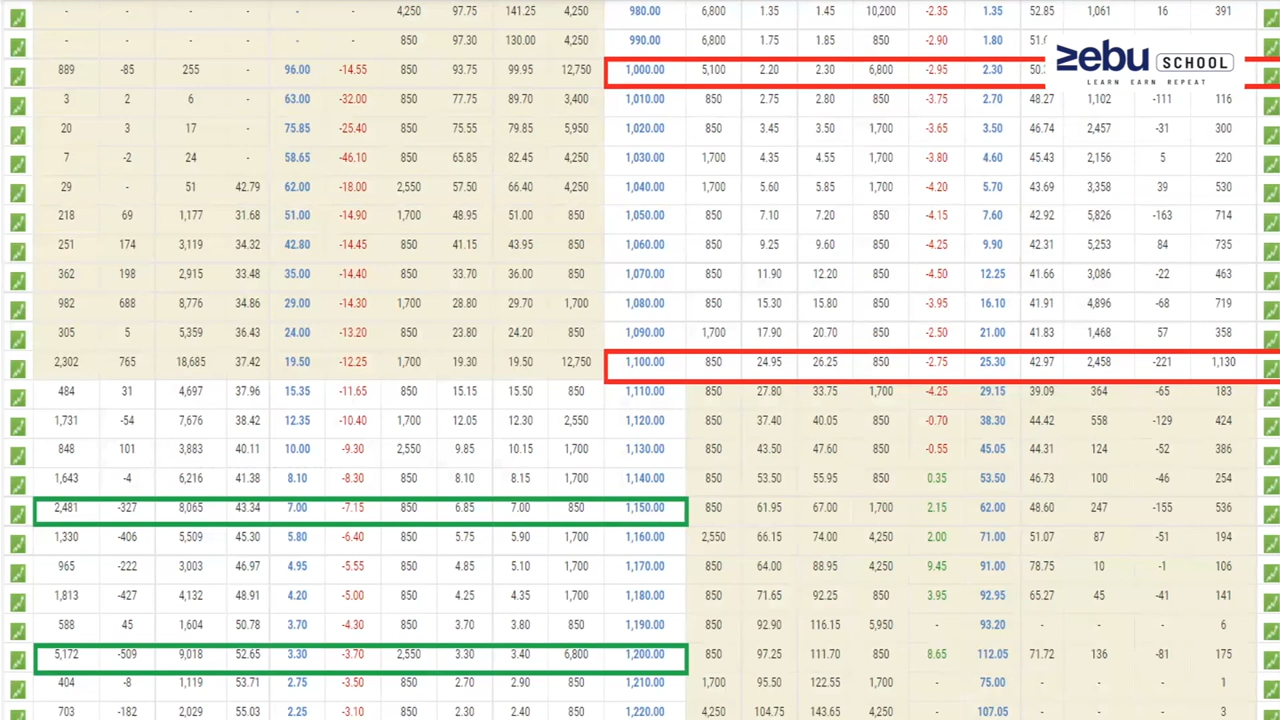 - - - - - - 4,250 97.75 141.25 4,250 980.00 6,800 1.35 1.45 10,200 -2.35 1.35 52.85 1,061 16 391
- - - - - - 850 97.30 130.00 4,250 990.00 6,800 1.75 1.85 850 -2.90 1.80
zebu SCHOOL
LEARN EARN REPEAT
889 -85 255 - 96.00 -14.55 850 93.75 99.95 12,750 1,000.00 5,100 2.20 2.30 6,800 -2.95 2.30
3 2 6 - 63.00 -32.00 850 77.75 89.70 3,400 1,010.00 850 2.75 2.80 850 -3.75 2.70 48.27 1,102 -111 116
20 3 17 - 75.85 -25.40 850 75.55 79.85 5,950 1,020.00 850 3.45 3.50 1,700 -3.65 3.50 46.74 2,457 -31 300
7 -2 24 - 58.65 -46.10 850 65.85 82.45 4,250 1,030.00 1,700 4.35 4.55 1,700 -3.80 4.60 45.43 2,156 5 220
29 - 51 42.79 62.00 -18.00 2,550 57.50 66.40 4,250 1,040.00 1,700 5.60 5.85 1,700 -4.20 5.70 43.69 3,358 39 530
218 69 1,177 31.68 51.00 -14.90 1,700 48.95 51.00 850 1,050.00 850 7.10 7.20 850 -4.15 7.60 42.92 5,826 -163 714
251 174 3,119 34.32 42.80 -14.45 850 41.15 43.95 850 1,060.00 850 9.25 9.60 850 -4.25 9.90 42.31 5,253 84 735
362 198 2,915 33.48 35.00 -14.40 850 33.70 36.00 850 1,070.00 850 11.90 12.20 850 -4.50 12.25 41.66 3,086 -22 463
982 688 8,776 34.86 29.00 -14.30 1,700 28.80 29.70 1,700 1,080.00 850 15.30 15.80 850 -3.95 16.10 41.91 4,896 -68 719
305 5 5,359 36.43 24.00 -13.20 850 23.80 24.20 850 1,090.00 1,700 17.90 20.70 850 -2.50 21.00 41.83 1,468 57 358
2,302 765 18,685 37.42 19.50 -12.25 1,700 19.30 19.50 12,750 1,100.00 850 24.95 26.25 850 -2.75 25.30 42.97 2,458 -221 1,130
484 31 4,697 37.96 15.35 -11.65 850 15.15 15.50 850 1,110.00 850 27.80 33.75 1,700 -4.25 29.15 39.09 364 -65 183
1,731 -54 7,676 38.42 12.35 -10.40 1,700 12.05 12.30 2,550 1,120.00 850 37.40 40.05 850 -0.70 38.30 44.42 558 -129 424
848 101 3,883 40.11 10.00 -9.30 2,550 9.85 10.15 1,700 1,130.00 850 43.50 47.60 850 -0.55 45.05 44.31 124 -52 386
1,643 -4 6,216 41.38 8.10 -8.30 850 8.10 8.15 1,700 1,140.00 850 53.50 55.95 850 0.35 53.50 46.73 100 -46 254
2,481 -327 8,065 43.34 7.00 -7.15 850 6.85 7.00 850 1,150.00 850 61.95 67.00 1,700 2.15 62.00 48.60 247 -155 536
1,330 -406 5,509 45.30 5.80 -6.40 850 5.75 5.90 1,700 1,160.00 2,550 66.15 74.00 4,250 2.00 71.00 51.07 87 -51 194
965 -222 3,003 46.97 4.95 -5.55 850 4.85 5.10 1,700 1,170.00 850 64.00 88.95 4,250 9.45 91.00 78.75 10 -1 106
1,813 -427 4,132 48.91 4.20 -5.00 850 4.25 4.35 1,700 1,180.00 850 71.65 92.25 850 3.95 92.95 65.27 45 -41 141
588 45 1,604 50.78 3.70 -4.30 850 3.70 3.80 850 1,190.00 850 92.90 116.15 5,950 - 93.20 - - - 6
5,172 -509 9,018 52.65 3.30 -3.70 2,550 3.30 3.40 6,800 1,200.00 850 97.25 111.70 850 8.65 112.05 71.72 136 -81 175
404 -8 1,119 53.71 2.75 -3.50 850 2.70 2.90 850 1,210.00 1,700 95.50 122.55 1,700 - 75.00 - - - 1
703 -182 2,029 55.03 2.25 -3.10 850 2.30 2.40 850 1,220.00 4,250 104.75 143.65 4,250 - 107.05 - - - 3